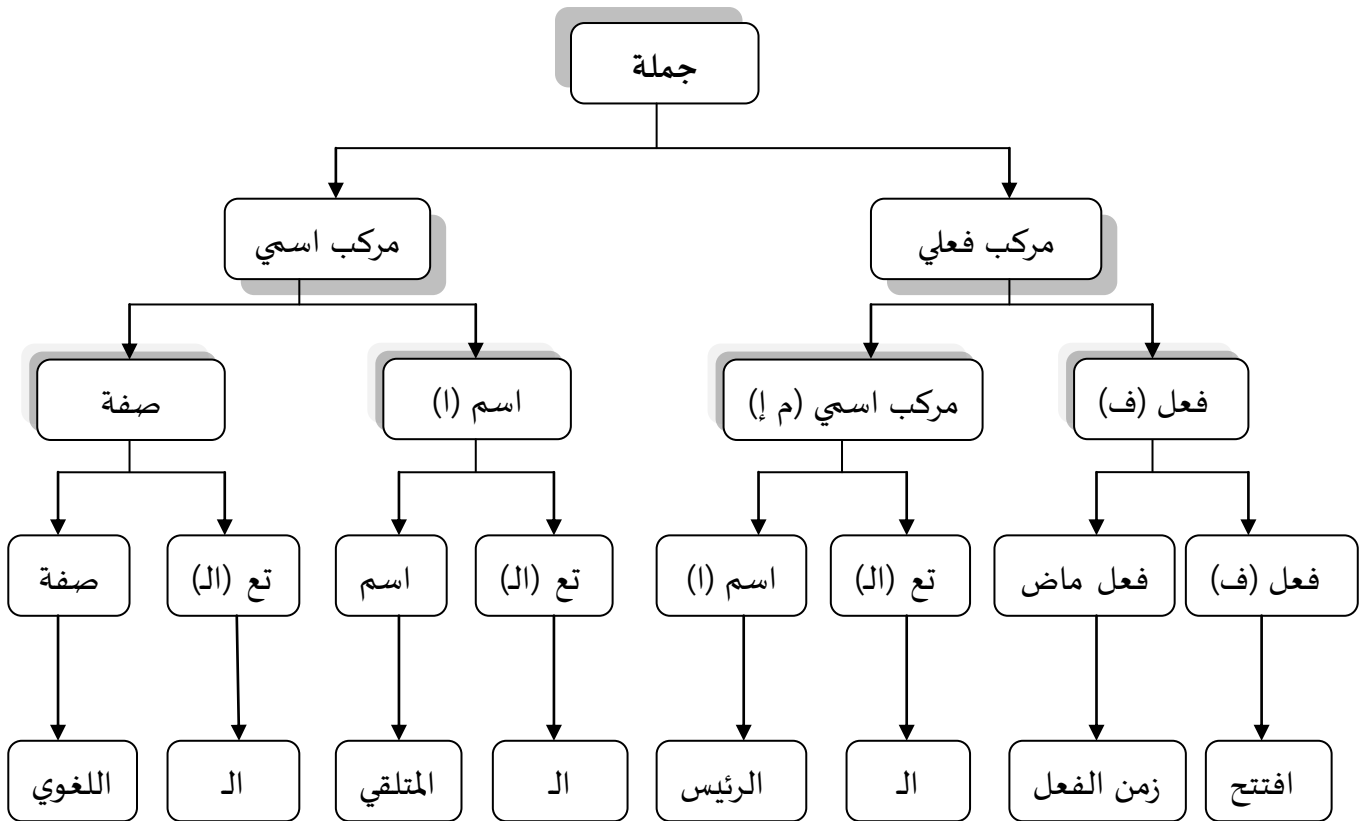 جملة
مركب فعلي
مركب اسمي
فعل (ف)
مركب اسمي (م إ)
اسم (ا)
صفة
فعل (ف)
فعل ماض
تع (الـ)
اسم (ا)
تع (الـ)
اسم
تع (الـ)
صفة
افتتح
زمن الفعل
الـ
الرئيس
الـ
المتلقي
الـ
اللغوي